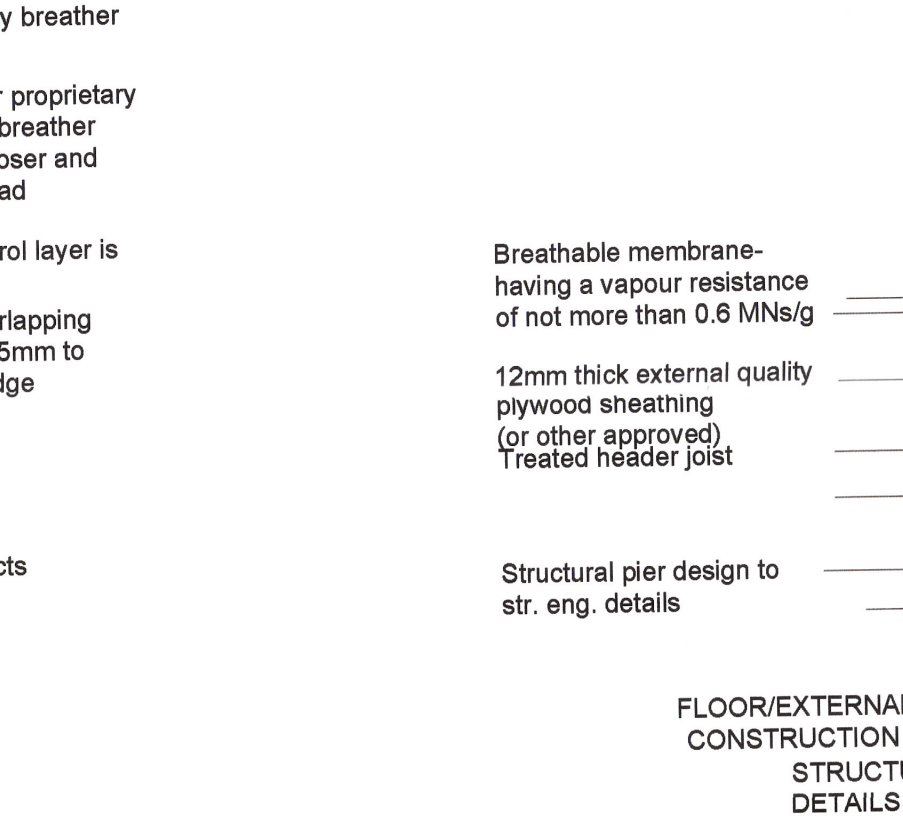 y breather
r proprietary
breather
oser and
ad
rol layer is
rlapping
5mm to
dge
cts
Breathable membrane-
having a vapour resistance
of not more than 0.6 MNs/g
12mm thick external quality
plywood sheathing
(or other approved)
Treated header joist
Structural pier design to
str. eng. details
FLOOR/EXTERNAL
CONSTRUCTION
STRUCTU
DETAILS